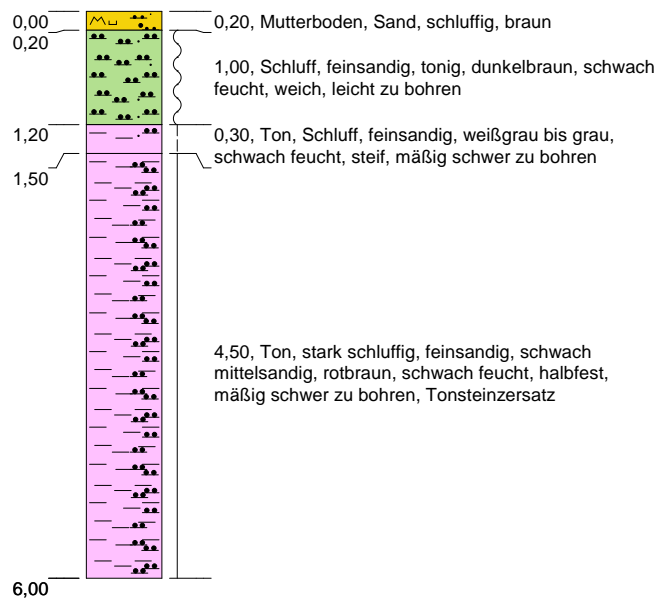 0,00
0,20, Mutterboden, Sand, schluffig, braun
0,20
1,00, Schluff, feinsandig, tonig, dunkelbraun, schwach
feucht, weich, leicht zu bohren
1,20
0,30, Ton, Schluff, feinsandig, weißgrau bis grau,
schwach feucht, steif, mäßig schwer zu bohren
1,50
4,50, Ton, stark schluffig, feinsandig, schwach
mittelsandig, rotbraun, schwach feucht, halbfest,
mäßig schwer zu bohren, Tonsteinzersatz
6,00